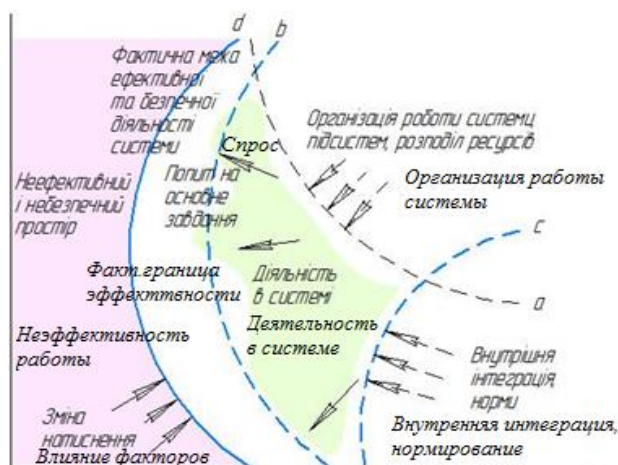 d
b
Фактична межа
ефективної
та безпечної
діяльності
системи
Спрос
Організація роботи системи,
підсистем, розподіл ресурсів
Неефективний
і небезпечний
простір
Попит на
основне
завдання
Организация работы
системы
c
Факт.граница
эффекттвности
Діяльність
в системі
a
Неэффективность
работы
Деятельность
в системе
Внутрішня
інтеграція,
норми
Зміна
натиснення
Влияние факторов
Внутренняя интеграция,
нормирование